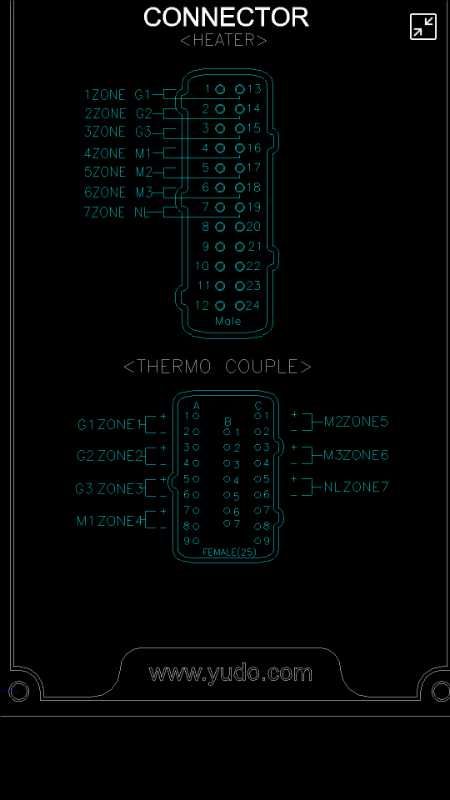 CONNECTOR
<HEATER>
1ZONE G1 1 13
2ZONE G2 2 14
3ZONE G3 3 15
4ZONE M1 4 16
5ZONE M2 5 17
6ZONE M3 6 18
7ZONE NL 7 19
8 20
9 21
10 22
11 23
12 24
Male
<THERMO COUPLE>
A B C
G1ZONE1 + 1 1 + M2ZONE5
- 2 1 2 -
G2ZONE2 + 3 2 3 + M3ZONE6
- 4 3 4 -
G3ZONE3 + 5 4 5 + NLZONE7
- 6 5 6 -
M1ZONE4 + 7 6 7
- 8 7 8
9 9
FEMALE(25)
www.yudo.com